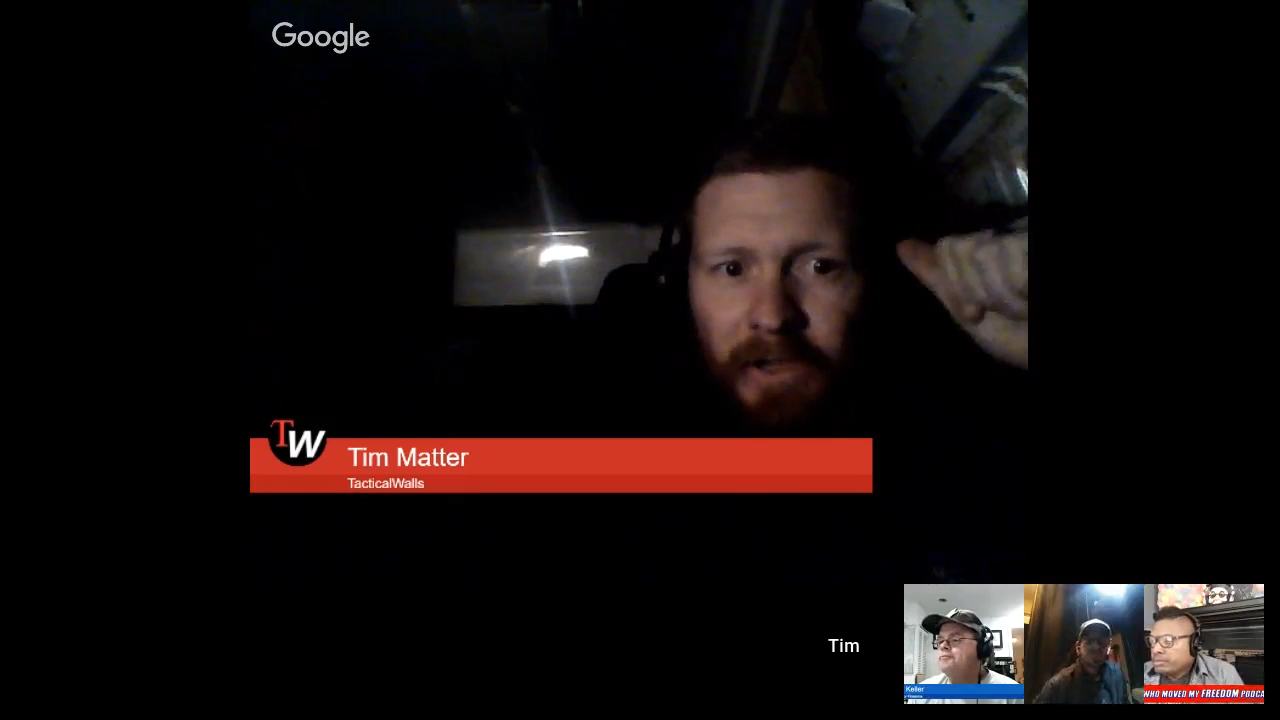 Google
TW
Tim Matter
TacticalWalls
Tim
Keller
WHO MOVED MY FREEDOM PODCA